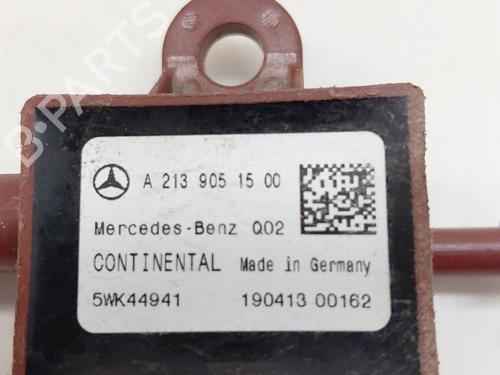 B-PARTS
A 213 905 15 00
Mercedes-Benz Q02
CONTINENTAL Made in Germany
5WK44941 190413 00162